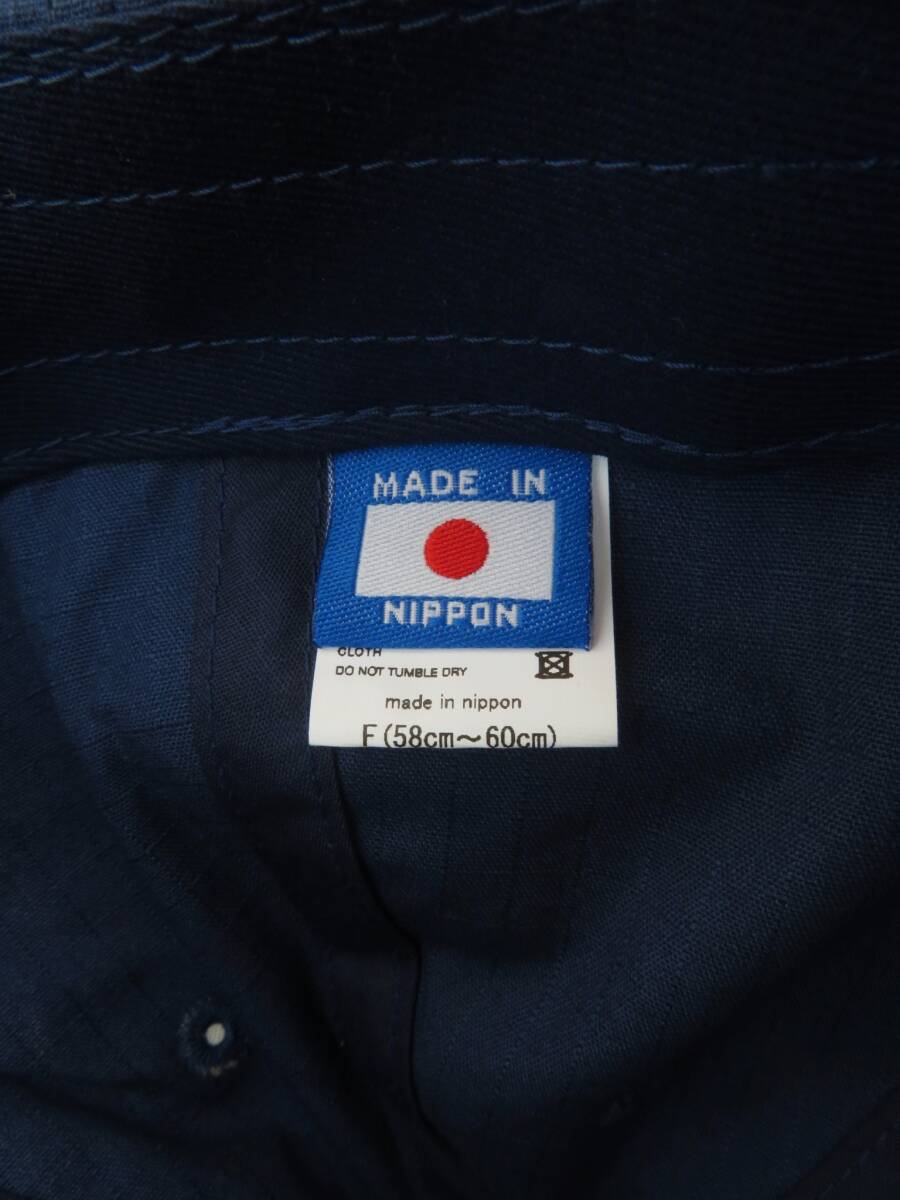 MADE IN
NIPPON
CLOTH
DO NOT TUMBLE DRY
made in nippon
F(58cm～60cm)